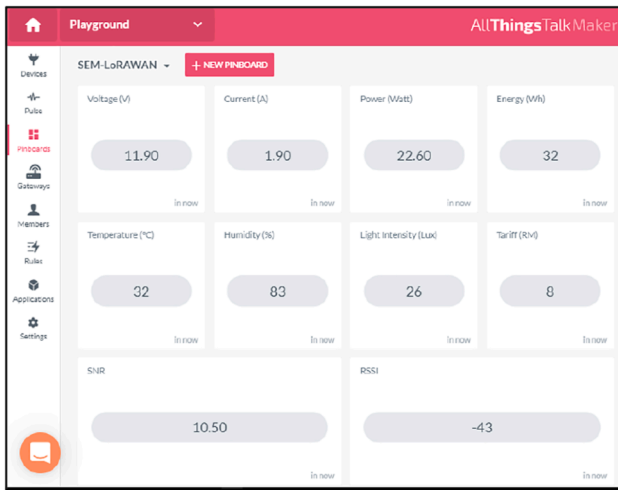 Playground
AllThingsTalk Maker
Devices
SEM-LoRAWAN
+ NEW PINBOARD
Pulse
Pinboards
Gateways
Members
Rules
Applications
Settings
Voltage (V)
Current (A)
Power (Watt)
Energy (Wh)
11.90
1.90
22.60
32
in now
in now
in now
in now
Temperature (°C)
Humidity (%)
Light Intensity (Lux)
Tariff (RM)
32
83
26
8
in now
in now
in now
in now
SNR
RSSI
10.50
-43
in now
in now